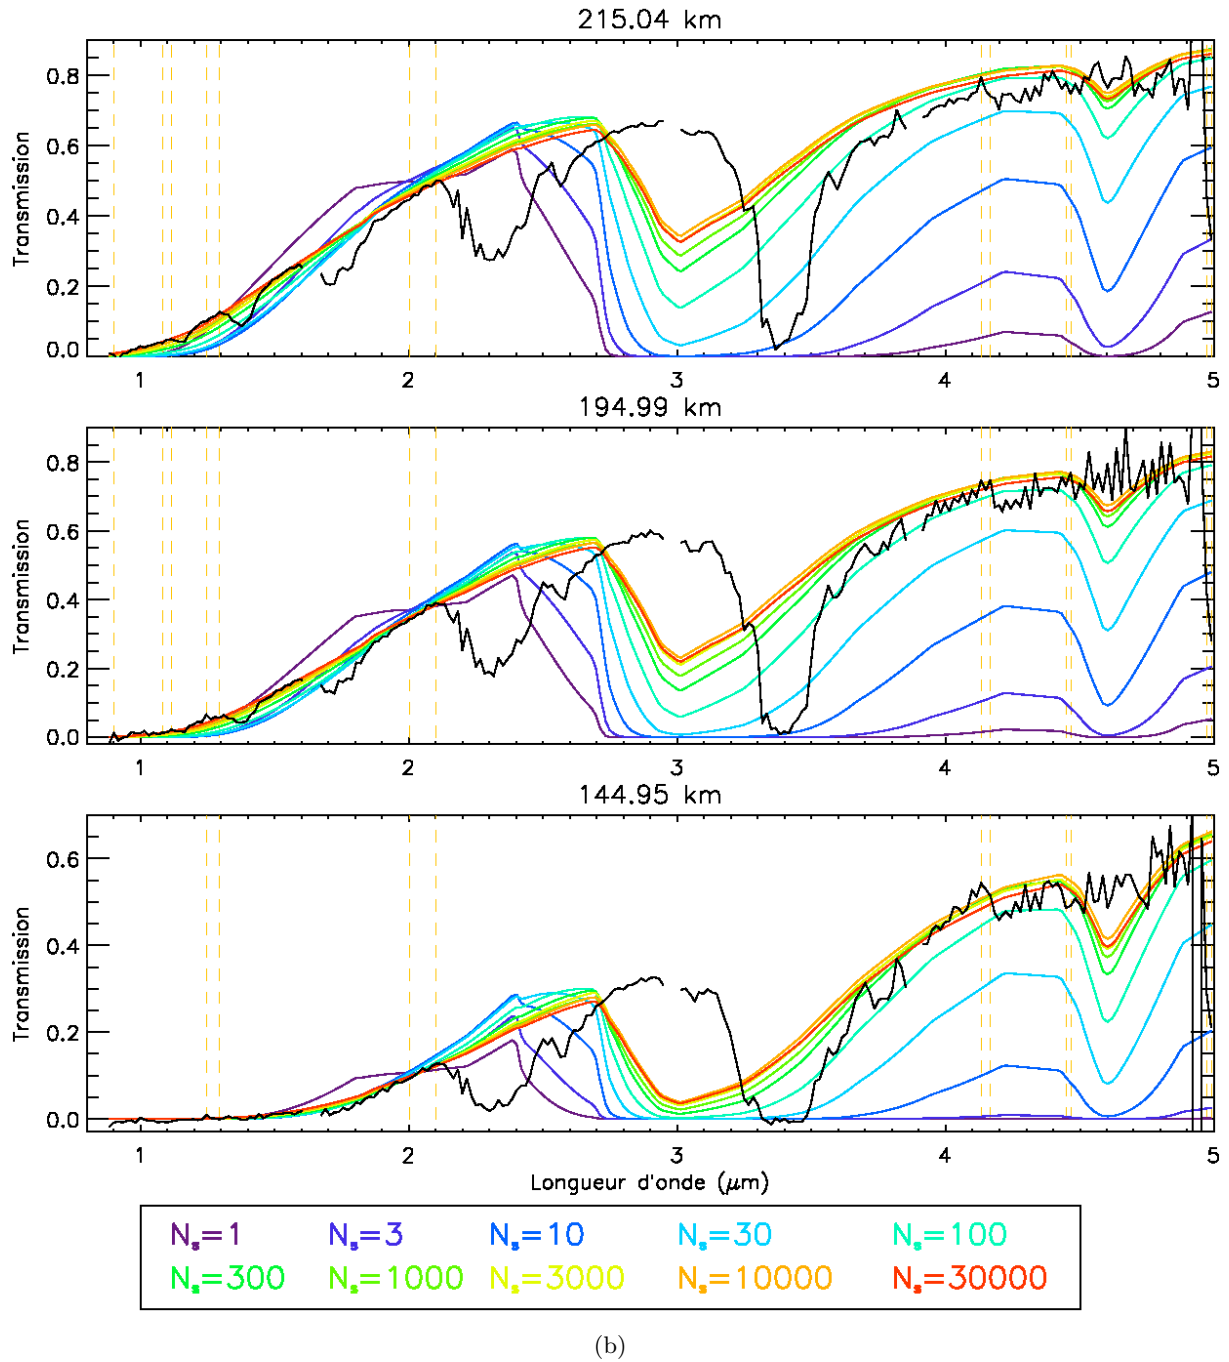 215.04 km
0.8
0.6
0.4
0.2
0.0
Transmission
1 2 3 4 5
194.99 km
0.8
0.6
0.4
0.2
0.0
Transmission
1 2 3 4 5
144.95 km
0.6
0.4
0.2
0.0
Transmission
1 2 3 4 5
Longueur d'onde (μm)
Nₛ=1 Nₛ=3 Nₛ=10 Nₛ=30 Nₛ=100
Nₛ=300 Nₛ=1000 Nₛ=3000 Nₛ=10000 Nₛ=30000
(b)